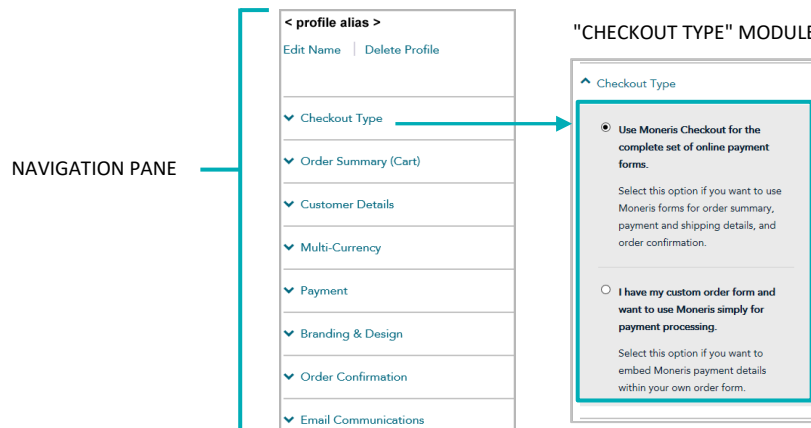 < profile alias >
Edit Name | Delete Profile
Checkout Type
Order Summary (Cart)
Customer Details
Multi-Currency
Payment
Branding & Design
Order Confirmation
Email Communications
NAVIGATION PANE
"CHECKOUT TYPE" MODULE
Checkout Type
Use Moneris Checkout for the
complete set of online payment
forms.
Select this option if you want to use
Moneris forms for order summary,
payment and shipping details, and
order confirmation.
I have my custom order form and
want to use Moneris simply for
payment processing.
Select this option if you want to
embed Moneris payment details
within your own order form.